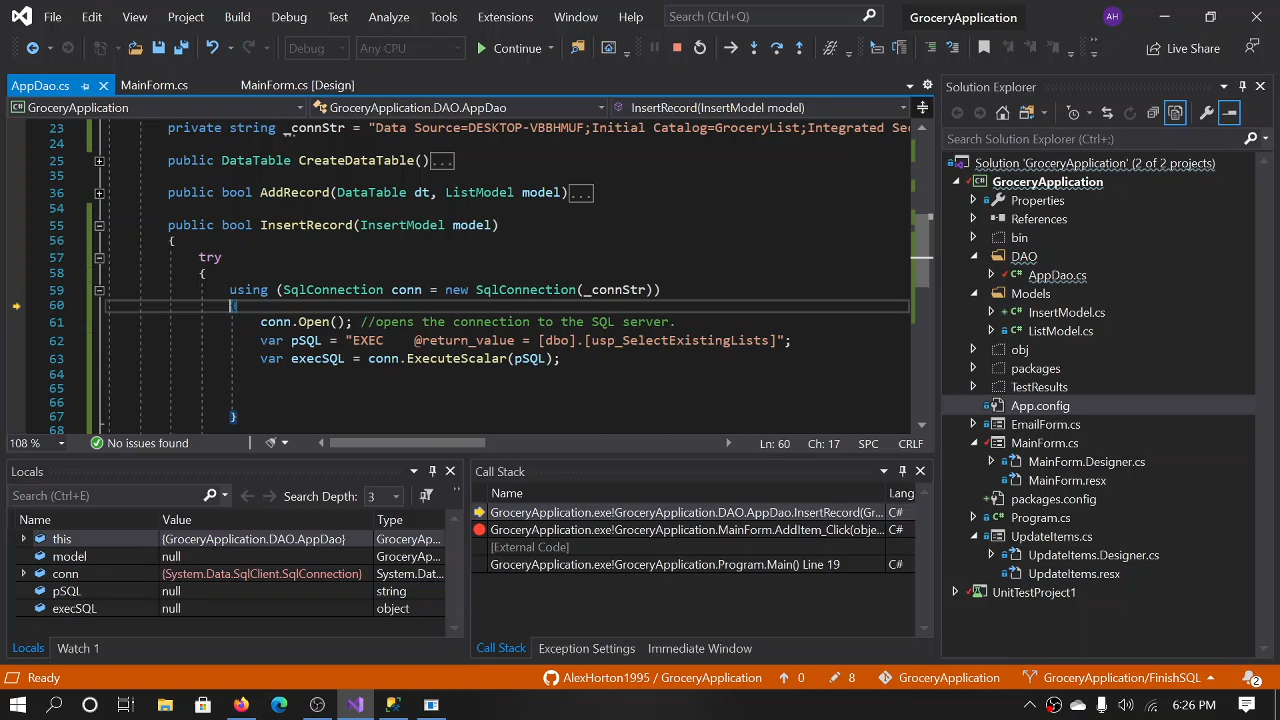 File Edit View Project Build Debug Test Analyze Tools Extensions Window Help Search (Ctrl+Q) GroceryApplication AH
Debug Any CPU Continue Live Share
AppDao.cs MainForm.cs MainForm.cs [Design]
GroceryApplication GroceryApplication.DAO.AppDao InsertRecord(InsertModel model)
23 private string _connStr = "Data Source=DESKTOP-VBBHMUF;Initial Catalog=GroceryList;Integrated Sec
24
25 public DataTable CreateDataTable()...
35
36 public bool AddRecord(DataTable dt, ListModel model)...
54
55 public bool InsertRecord(InsertModel model)
56 {
57 try
58 {
59 using (SqlConnection conn = new SqlConnection(_connStr))
60 {
61 conn.Open(); //opens the connection to the SQL server.
62 var pSQL = "EXEC    @return_value = [dbo].[usp_SelectExistingLists]";
63 var execSQL = conn.ExecuteScalar(pSQL);
64
65
66
67 }
68
108 % No issues found Ln: 60 Ch: 17 SPC CRLF
Locals
Search (Ctrl+E) Search Depth: 3
Name Value Type
this {GroceryApplication.DAO.AppDao} GroceryAp...
model null GroceryAp...
conn {System.Data.SqlClient.SqlConnection} System.Dat...
pSQL null string
execSQL null object
Locals Watch 1
Call Stack
Name Lang
GroceryApplication.exe!GroceryApplication.DAO.AppDao.InsertRecord(Gr... C#
GroceryApplication.exe!GroceryApplication.MainForm.AddItem_Click(obje... C#
[External Code]
GroceryApplication.exe!GroceryApplication.Program.Main() Line 19 C#
Call Stack Exception Settings Immediate Window
Solution Explorer
Search Solution Explorer (Ctrl+;)
Solution 'GroceryApplication' (2 of 2 projects)
GroceryApplication
Properties
References
bin
DAO
AppDao.cs
Models
InsertModel.cs
ListModel.cs
obj
packages
TestResults
App.config
EmailForm.cs
MainForm.cs
MainForm.Designer.cs
MainForm.resx
packages.config
Program.cs
UpdateItems.cs
UpdateItems.Designer.cs
UpdateItems.resx
UnitTestProject1
Ready AlexHorton1995 / GroceryApplication 0 8 GroceryApplication GroceryApplication/FinishSQL 2
6:26 PM